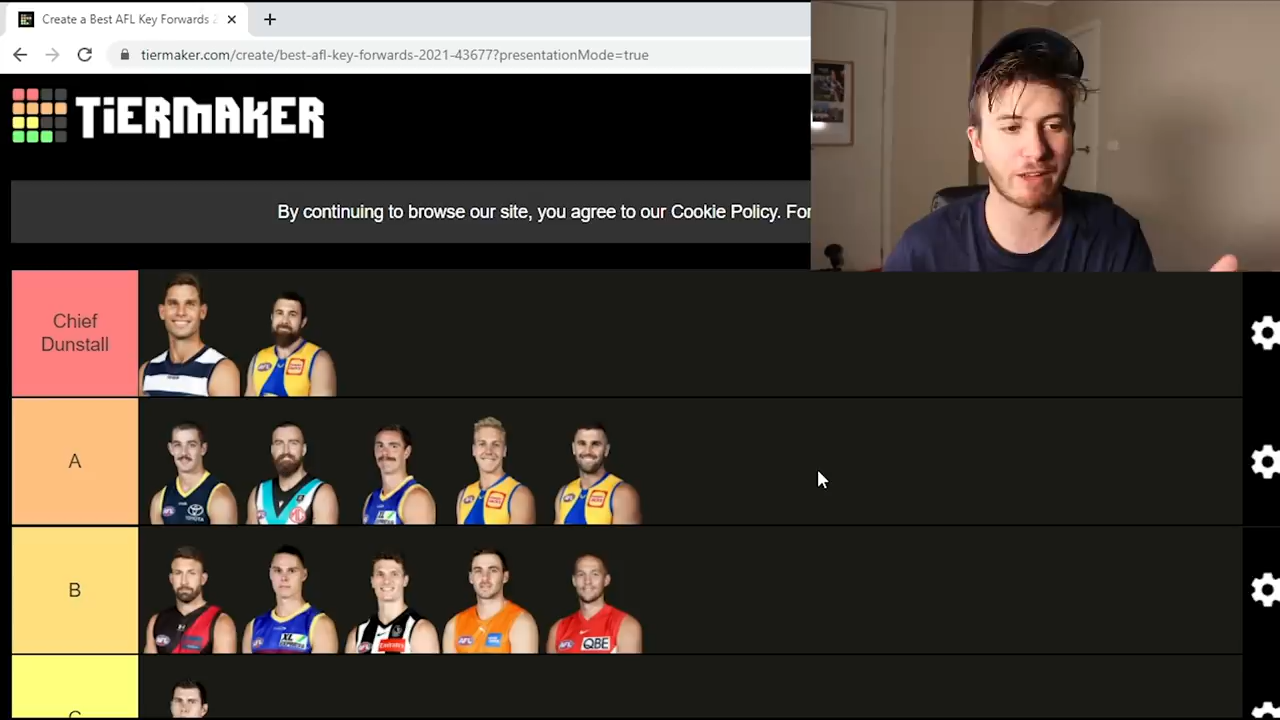 Create a Best AFL Key Forwards 2
tiermaker.com/create/best-afl-key-forwards-2021-43677?presentationMode=true
TiERMAKER
By continuing to browse our site, you agree to our Cookie Policy. For
Chief
Dunstall
A
B
QBE
C